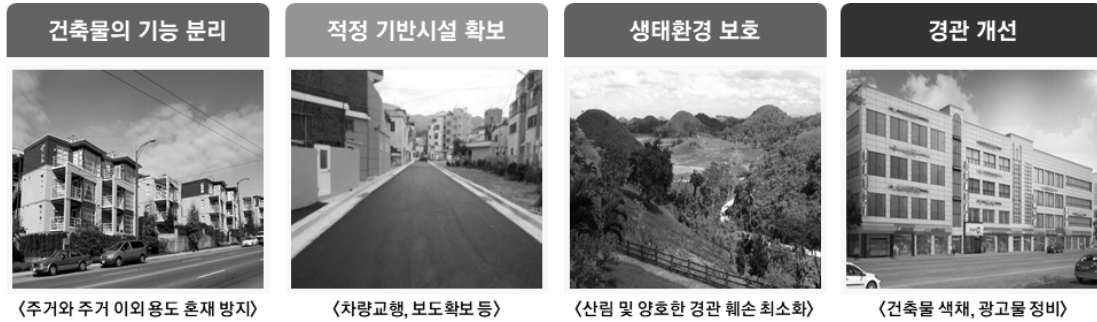 건축물의 기능 분리
적정 기반시설 확보
생태환경 보호
경관 개선
〈주거와 주거 이외 용도 혼재 방지〉
〈차량교행, 보도확보 등〉
〈산림 및 양호한 경관 훼손 최소화〉
〈건축물 색채, 광고물 정비〉